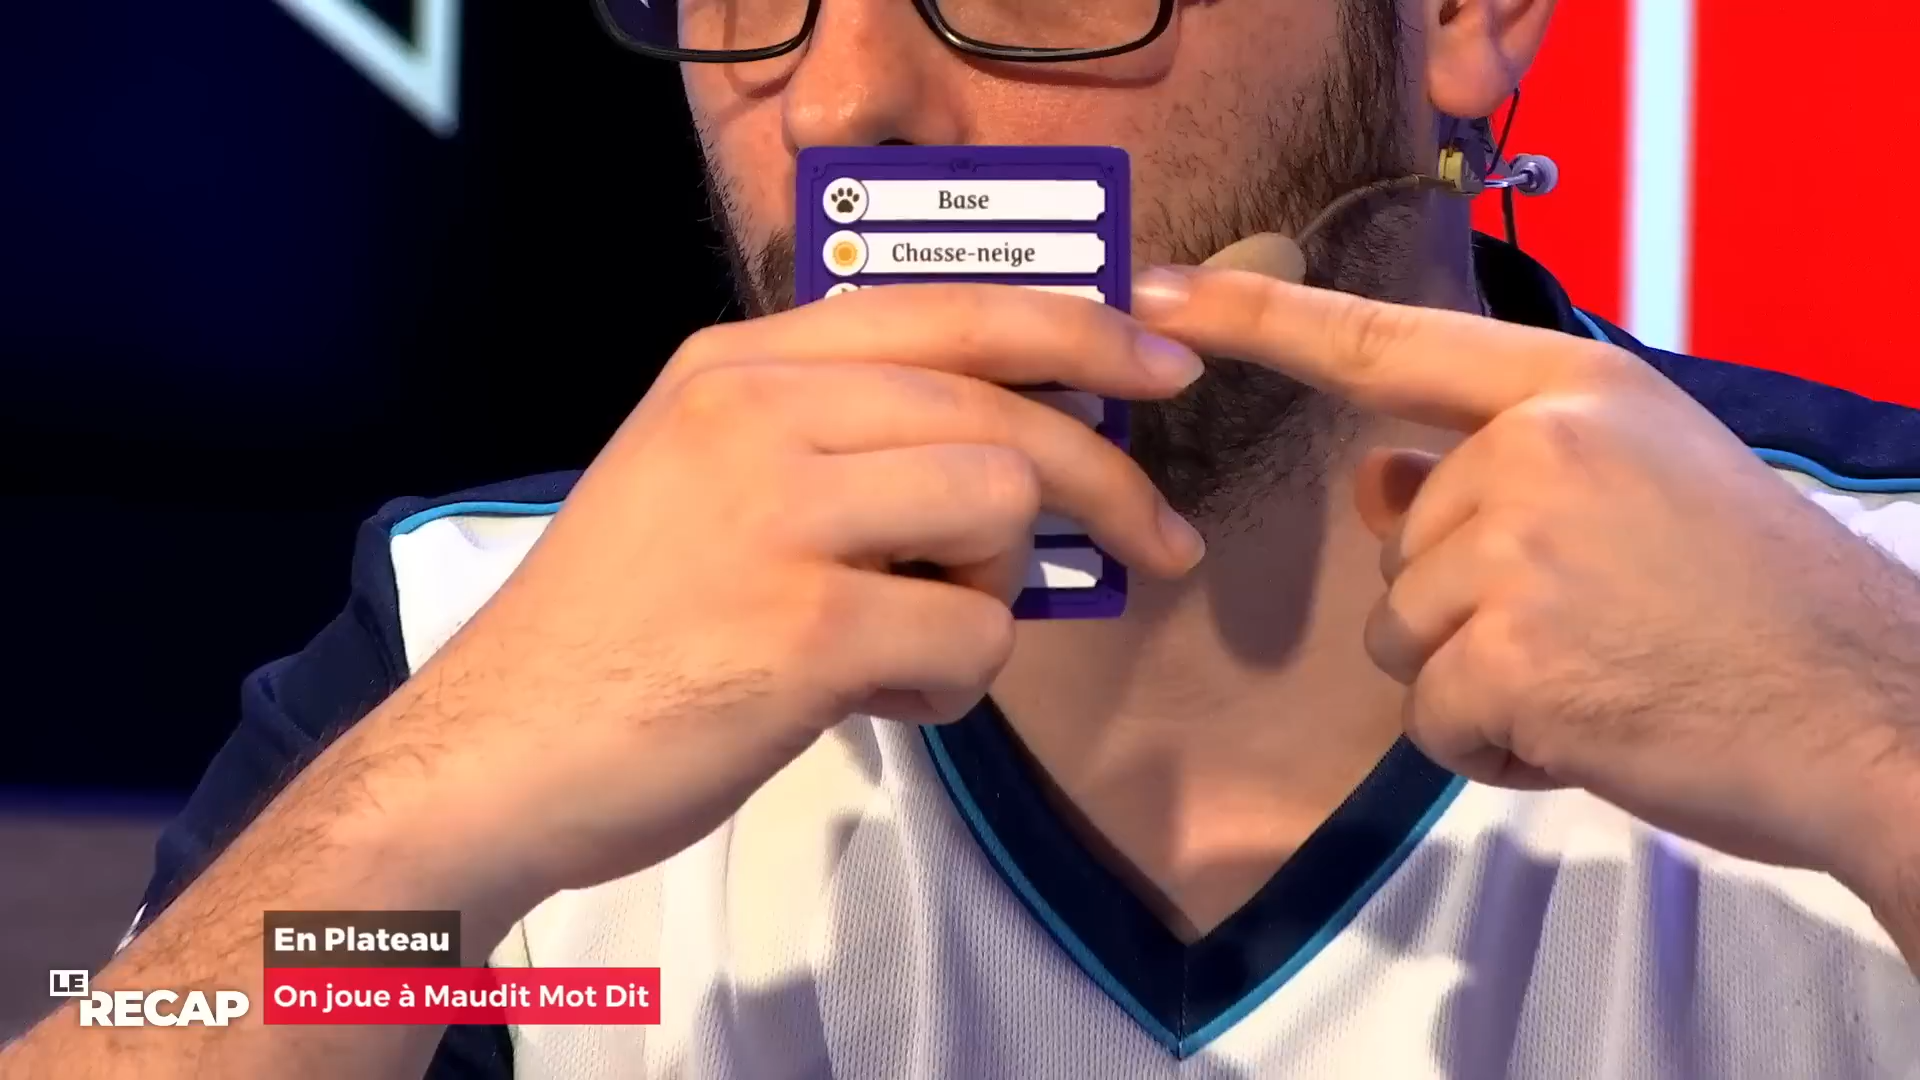 Base
Chasse-neige
En Plateau
On joue à Maudit Mot Dit
LE
RECAP